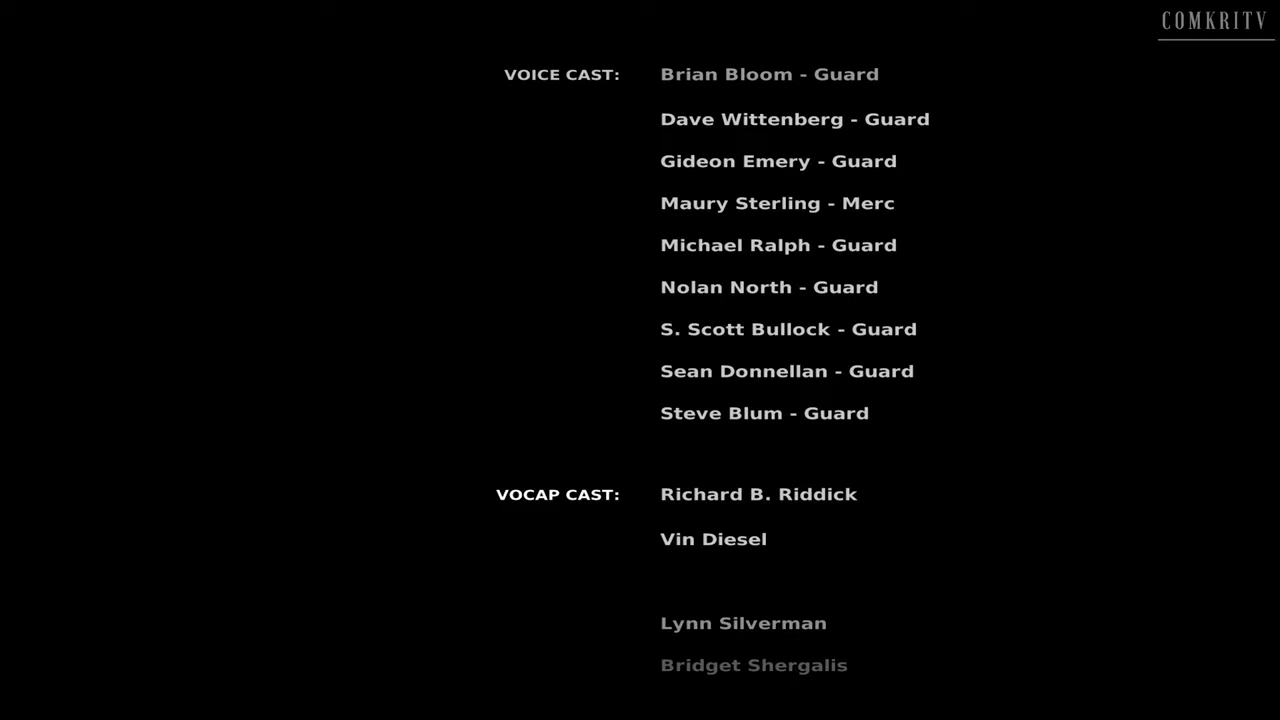 COMKRITV
VOICE CAST: Brian Bloom - Guard
Dave Wittenberg - Guard
Gideon Emery - Guard
Maury Sterling - Merc
Michael Ralph - Guard
Nolan North - Guard
S. Scott Bullock - Guard
Sean Donnellan - Guard
Steve Blum - Guard
VOCAP CAST: Richard B. Riddick
Vin Diesel
Lynn Silverman
Bridget Shergalis